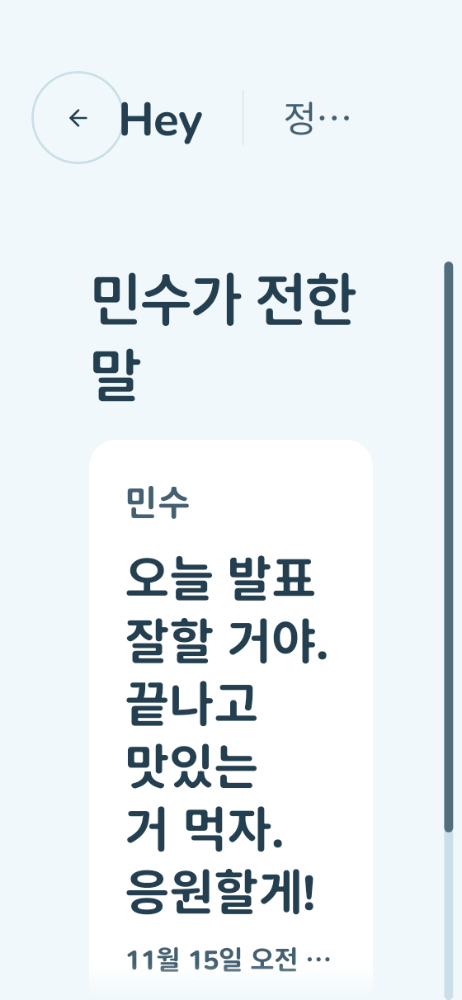 Hey
정…
민수가 전한
말
민수
오늘 발표
잘할 거야.
끝나고
맛있는
거 먹자.
응원할게!
11월 15일 오전 …